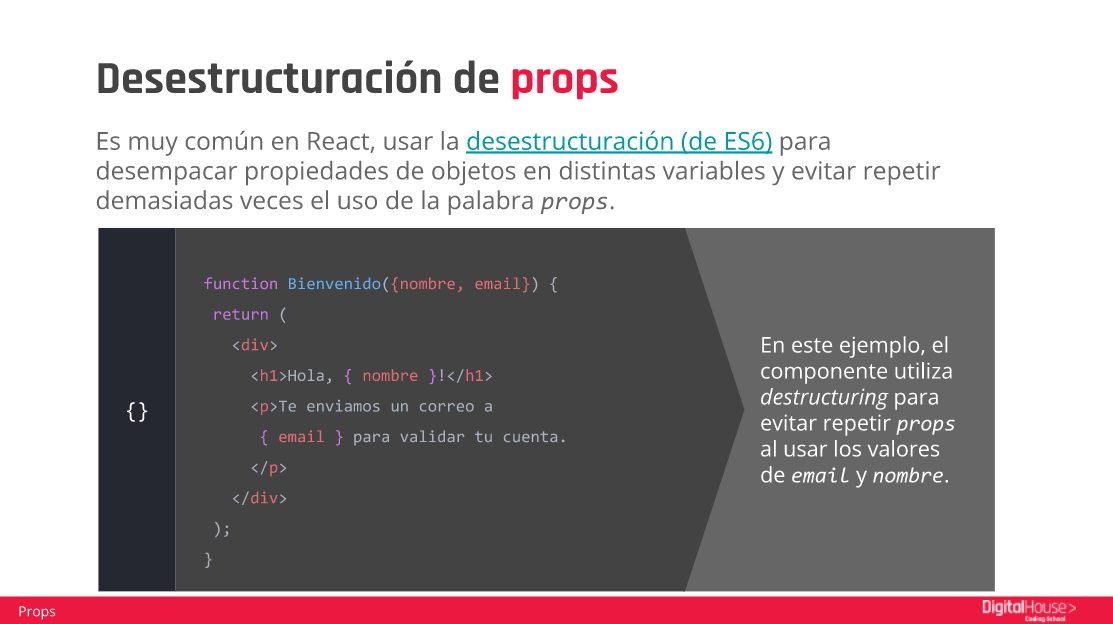 Desestructuración de props
Es muy común en React, usar la desestructuración (de ES6) para
desempacar propiedades de objetos en distintas variables y evitar repetir
demasiadas veces el uso de la palabra props.
{}
function Bienvenido({nombre, email}) {
 return (
   <div>
     <h1>Hola, { nombre }!</h1>
     <p>Te enviamos un correo a
      { email } para validar tu cuenta.
     </p>
   </div>
 );
}
En este ejemplo, el
componente utiliza
destructuring para
evitar repetir props
al usar los valores
de email y nombre.
Props
DigitalHouse>
Coding School